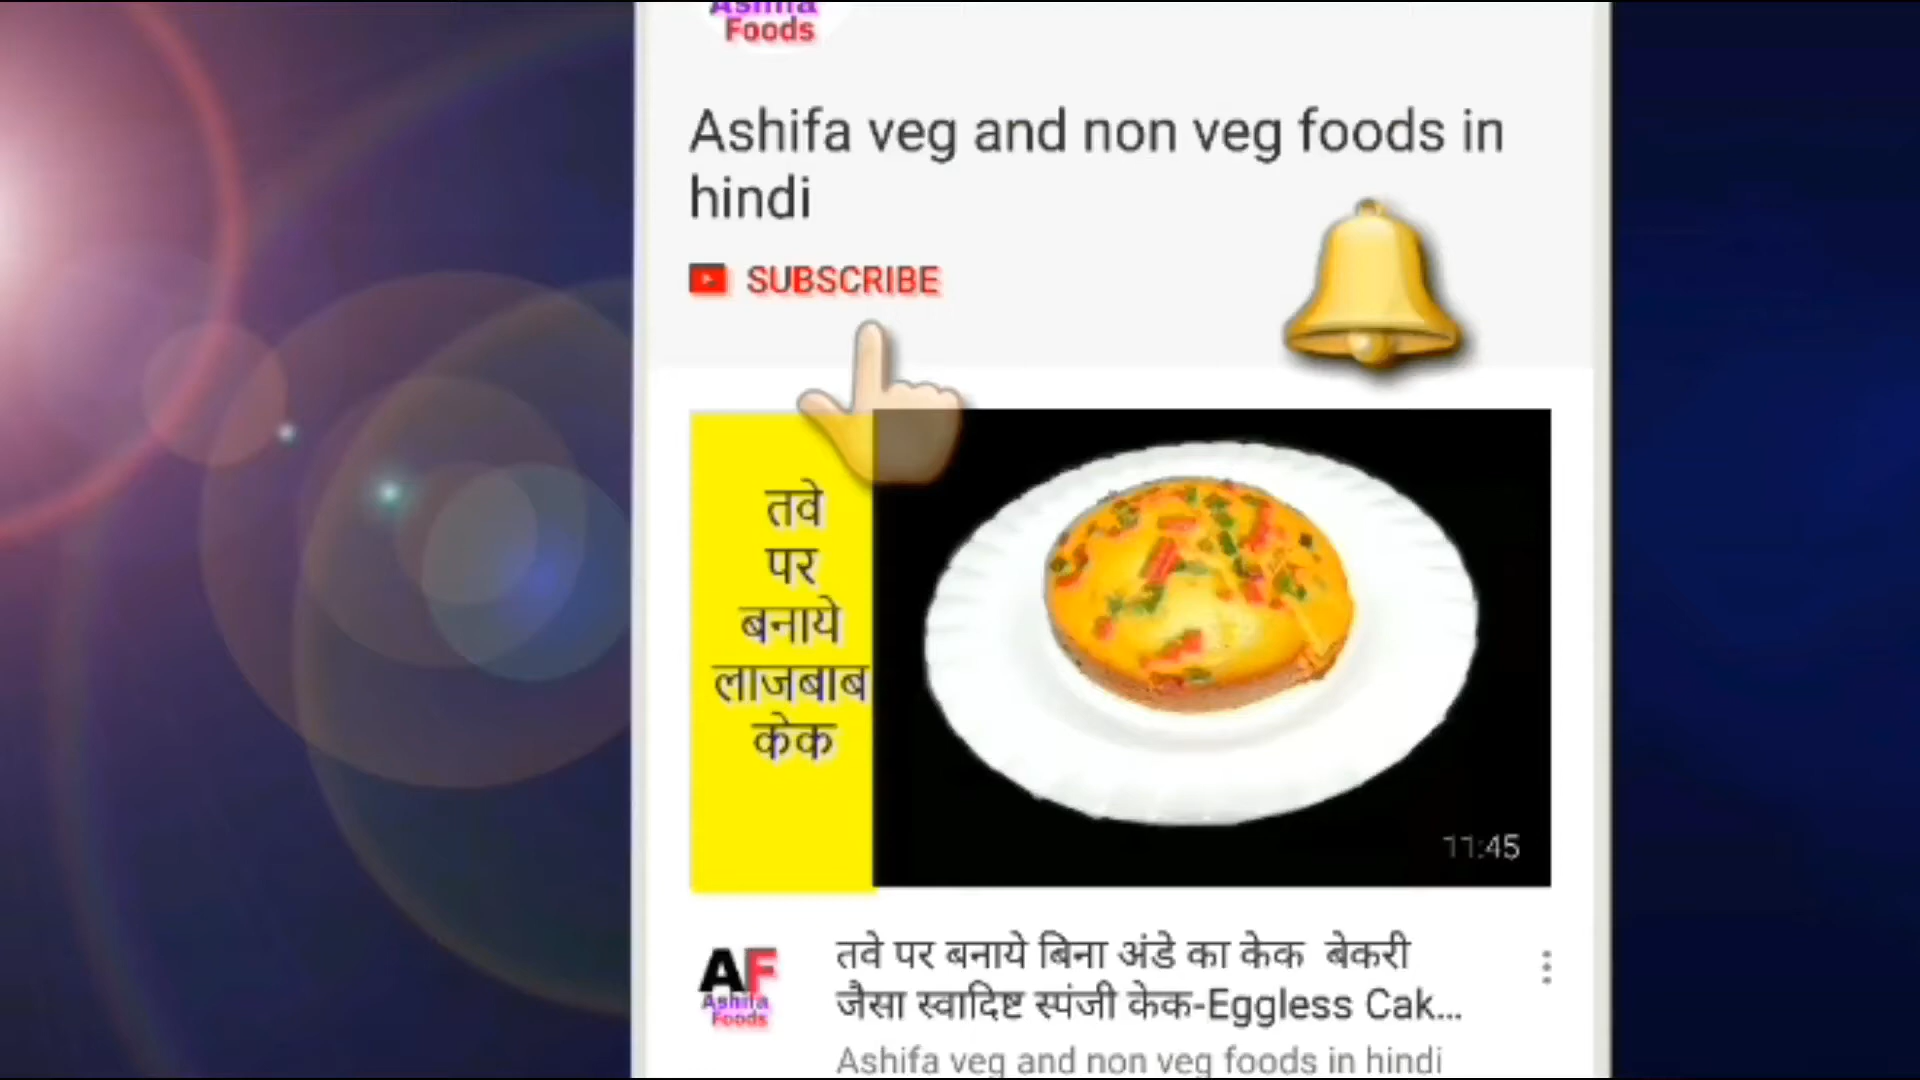 Ashifa
Foods
Ashifa veg and non veg foods in
hindi
SUBSCRIBE
तवे
पर
बनाये
लाजबाब
केक
11:45
AF
Ashifa
Foods
तवे पर बनाये बिना अंडे का केक बेकरी
जैसा स्वादिष्ट स्पंजी केक-Eggless Cak...
Ashifa veg and non veg foods in hindi